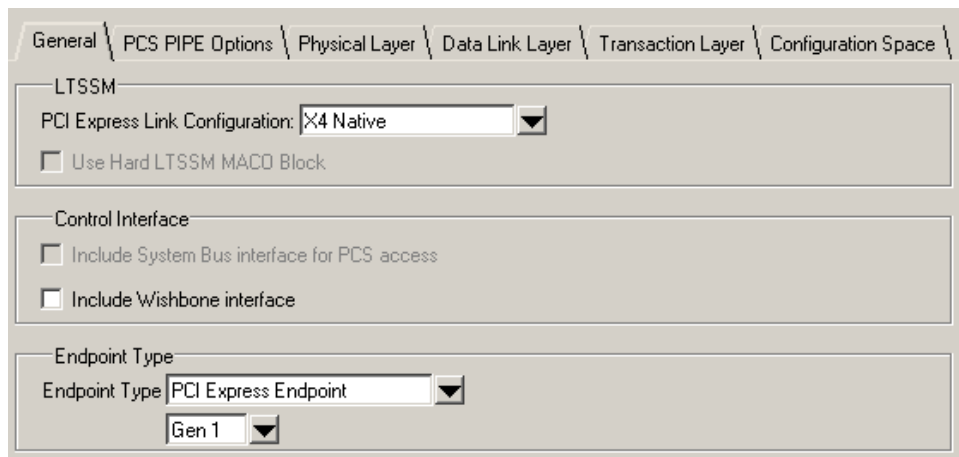 General PCS PIPE Options Physical Layer Data Link Layer Transaction Layer Configuration Space
LTSSM
PCI Express Link Configuration: X4 Native
Use Hard LTSSM MACO Block
Control Interface
Include System Bus interface for PCS access
Include Wishbone interface
Endpoint Type
Endpoint Type PCI Express Endpoint
Gen 1